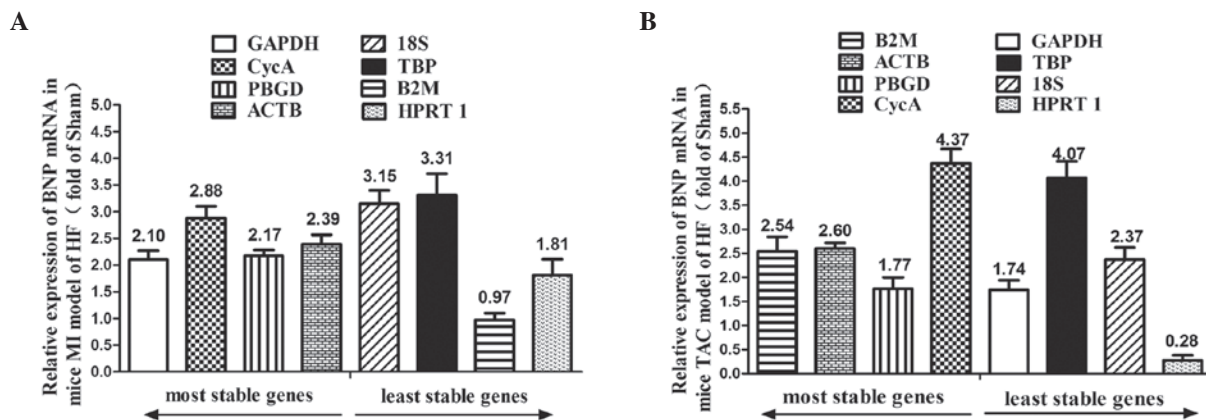 A
GAPDH
CycA
PBGD
ACTB
18S
TBP
B2M
HPRT 1
Relative expression of BNP mRNA in
mice MI model of HF ( fold of Sham)
5.0
4.5
4.0
3.5
3.0
2.5
2.0
1.5
1.0
0.5
0.0
2.10
2.88
2.17
2.39
3.15
3.31
0.97
1.81
most stable genes
least stable genes
B
B2M
ACTB
PBGD
CycA
GAPDH
TBP
18S
HPRT 1
Relative expression of BNP mRNA in
mice TAC model of HF ( fold of Sham)
5.5
5.0
4.5
4.0
3.5
3.0
2.5
2.0
1.5
1.0
0.5
0.0
2.54
2.60
1.77
4.37
1.74
4.07
2.37
0.28
most stable genes
least stable genes